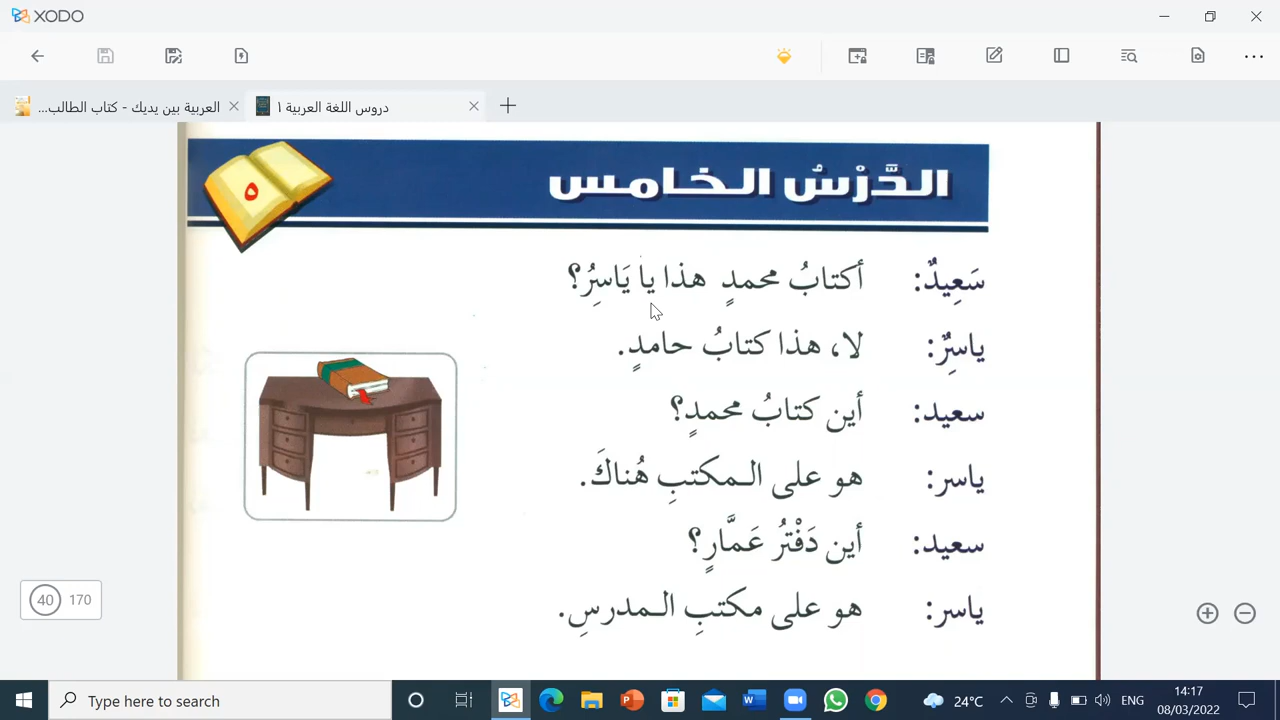 XODO
العربية بين يديك - كتاب الطالب...
دروس اللغة العربية ١
الدَّرْسُ الخامس
٥
سَعِيدٌ: أكتابُ محمدٍ هذا يا يَاسِرُ؟
ياسِرٌ: لا، هذا كتابُ حامدٍ.
سعيد: أين كتابُ محمدٍ؟
ياسر: هو على المكتبِ هُناكَ.
سعيد: أين دَفْتَرُ عَمَّارٍ؟
ياسر: هو على مكتبِ المدرسِ.
40 170
Type here to search
24°C
ENG
14:17
08/03/2022